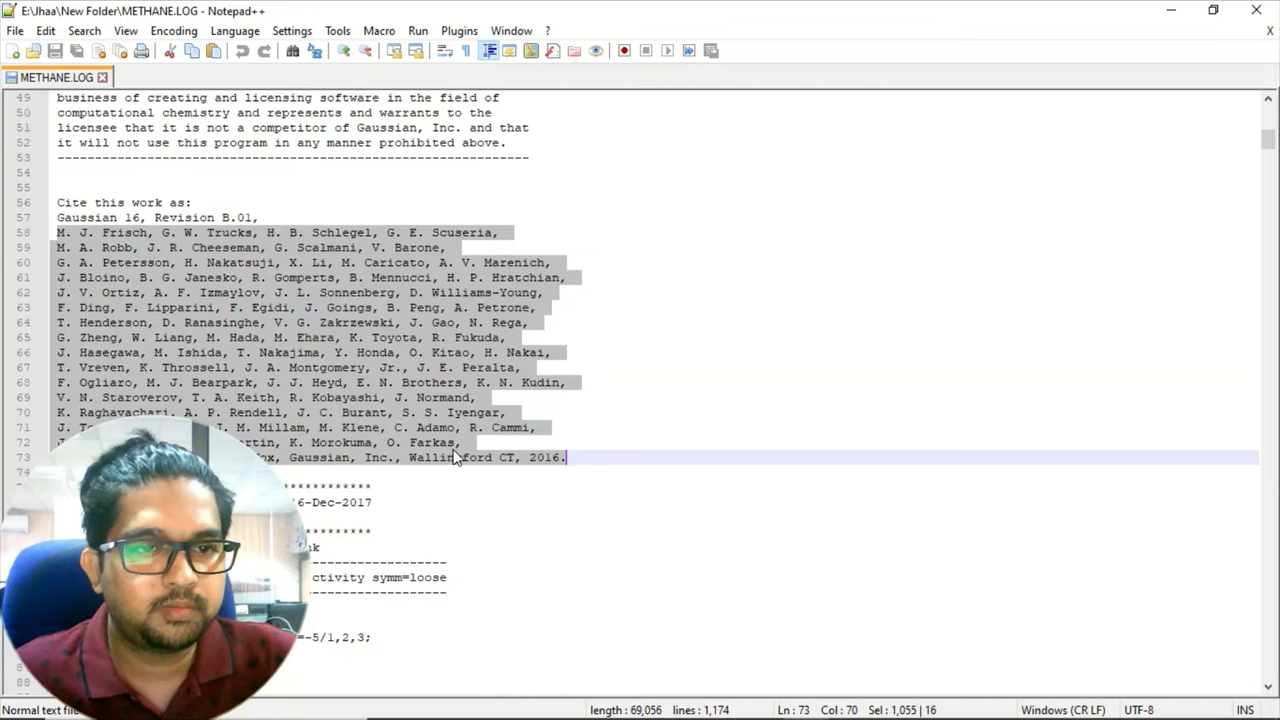 E:\Jhaa\New Folder\METHANE.LOG - Notepad++
File Edit Search View Encoding Language Settings Tools Macro Run Plugins Window ? X
METHANE.LOG
49 business of creating and licensing software in the field of
50 computational chemistry and represents and warrants to the
51 licensee that it is not a competitor of Gaussian, Inc. and that
52 it will not use this program in any manner prohibited above.
53 ---------------------------------------------------------------
54
55
56 Cite this work as:
57 Gaussian 16, Revision B.01,
58 M. J. Frisch, G. W. Trucks, H. B. Schlegel, G. E. Scuseria,
59 M. A. Robb, J. R. Cheeseman, G. Scalmani, V. Barone,
60 G. A. Petersson, H. Nakatsuji, X. Li, M. Caricato, A. V. Marenich,
61 J. Bloino, B. G. Janesko, R. Gomperts, B. Mennucci, H. P. Hratchian,
62 J. V. Ortiz, A. F. Izmaylov, J. L. Sonnenberg, D. Williams-Young,
63 F. Ding, F. Lipparini, F. Egidi, J. Goings, B. Peng, A. Petrone,
64 T. Henderson, D. Ranasinghe, V. G. Zakrzewski, J. Gao, N. Rega,
65 G. Zheng, W. Liang, M. Hada, M. Ehara, K. Toyota, R. Fukuda,
66 J. Hasegawa, M. Ishida, T. Nakajima, Y. Honda, O. Kitao, H. Nakai,
67 T. Vreven, K. Throssell, J. A. Montgomery, Jr., J. E. Peralta,
68 F. Ogliaro, M. J. Bearpark, J. J. Heyd, E. N. Brothers, K. N. Kudin,
69 V. N. Staroverov, T. A. Keith, R. Kobayashi, J. Normand,
70 K. Raghavachari, A. P. Rendell, J. C. Burant, S. S. Iyengar,
71 J. M. Millam, M. Klene, C. Adamo, R. Cammi,
72 K. Morokuma, O. Farkas,
73 Gaussian, Inc., Wallingford CT, 2016.
74
************
16-Dec-2017
**********
------------------
ctivity symm=loose
------------------
=-5/1,2,3;
Normal text length : 69,056 lines : 1,174 Ln : 73 Col : 70 Sel : 1,055 | 16 Windows (CR LF) UTF-8 INS